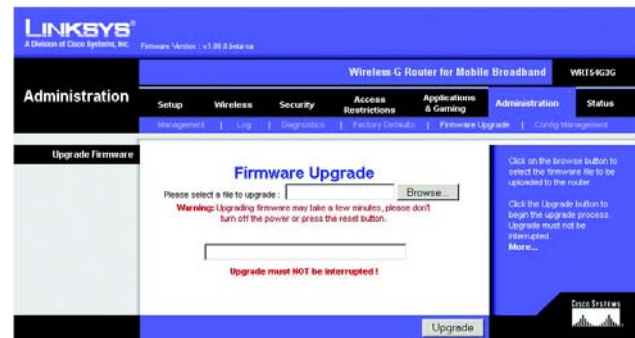 LINKSYS®
A Division of Cisco Systems, Inc.
Firmware Version : v1.00.0.beta-na
Wireless-G Router for Mobile Broadband WRT54G3G
Administration
Setup Wireless Security Access Restrictions Applications & Gaming Administration Status
Management | Log | Diagnostics | Factory Defaults | Firmware Upgrade | Config Management
Upgrade Firmware
Firmware Upgrade
Please select a file to upgrade : Browse...
Warning: Upgrading firmware may take a few minutes, please don't
turn off the power or press the reset button.
Upgrade must NOT be interrupted !
Upgrade
Click on the browse button to
select the firmware file to be
uploaded to the router.
Click the Upgrade button to
begin the upgrade process.
Upgrade must not be
interrupted.
More...
CISCO SYSTEMS